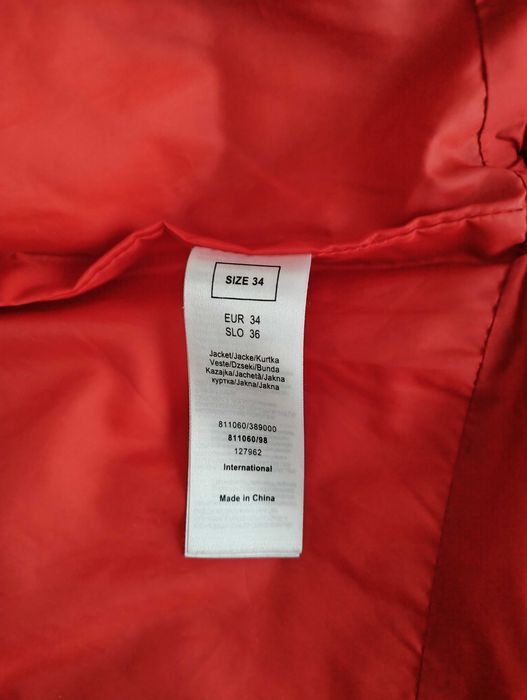 SIZE 34
EUR 34
SLO 36
Jacket/Jacke/Kurtka
Veste/Dzseki/Bunda
Kazajka/Jachetă/Jakna
куртка/Jakna/Jakna
811060/389000
811060/98
127962
International
Made in China